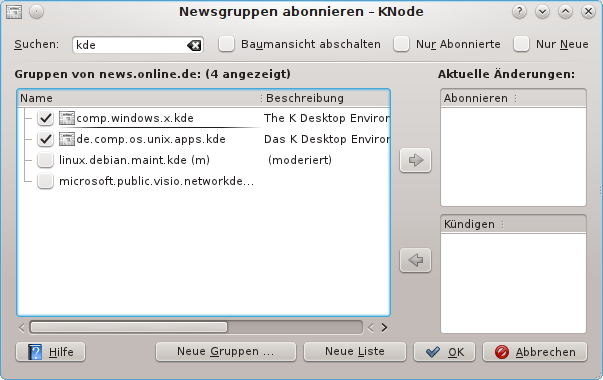 Newsgruppen abonnieren – KNode
Suchen: kde Baumansicht abschalten Nur Abonnierte Nur Neue
Gruppen von news.online.de: (4 angezeigt) Aktuelle Änderungen:
Name Beschreibung Abonnieren
comp.windows.x.kde The K Desktop Environ
de.comp.os.unix.apps.kde Das K Desktop Environ
linux.debian.maint.kde (m) (moderiert)
microsoft.public.visio.networkde...
Kündigen
Hilfe Neue Gruppen ... Neue Liste OK Abbrechen